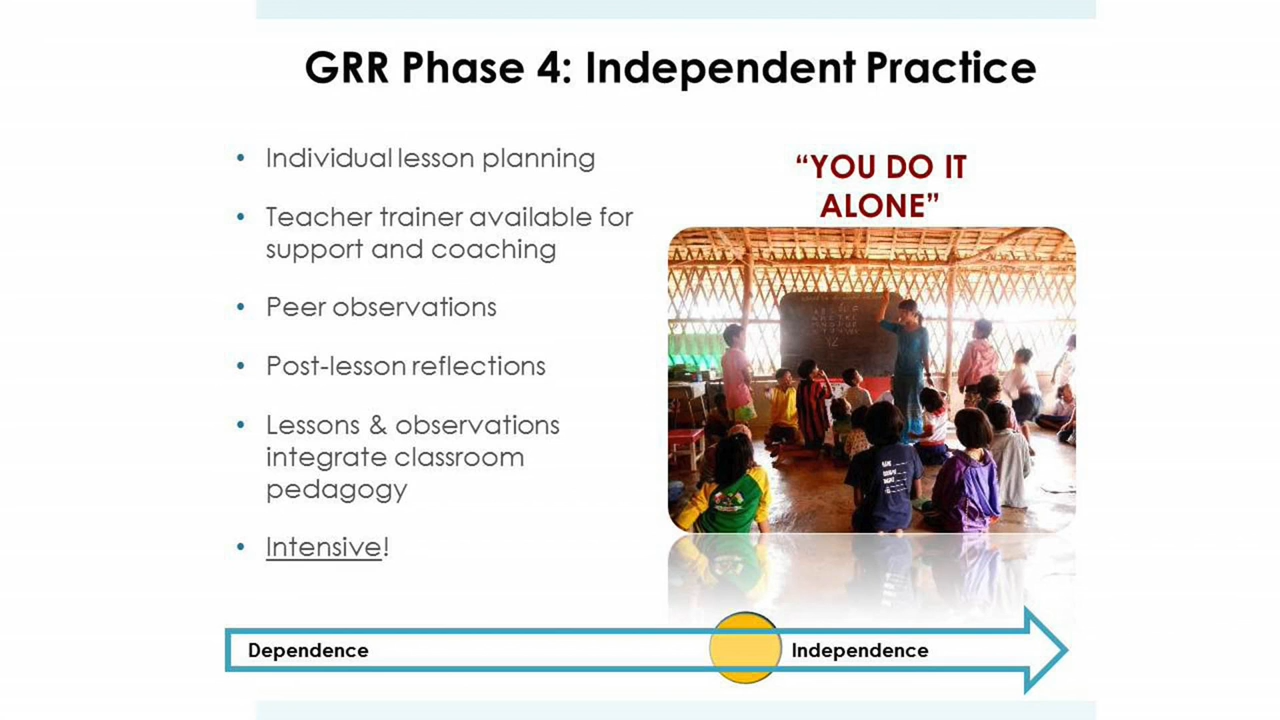 GRR Phase 4: Independent Practice
• Individual lesson planning
• Teacher trainer available for
support and coaching
• Peer observations
• Post-lesson reflections
• Lessons & observations
integrate classroom
pedagogy
• Intensive!
“YOU DO IT
ALONE”
Dependence
Independence